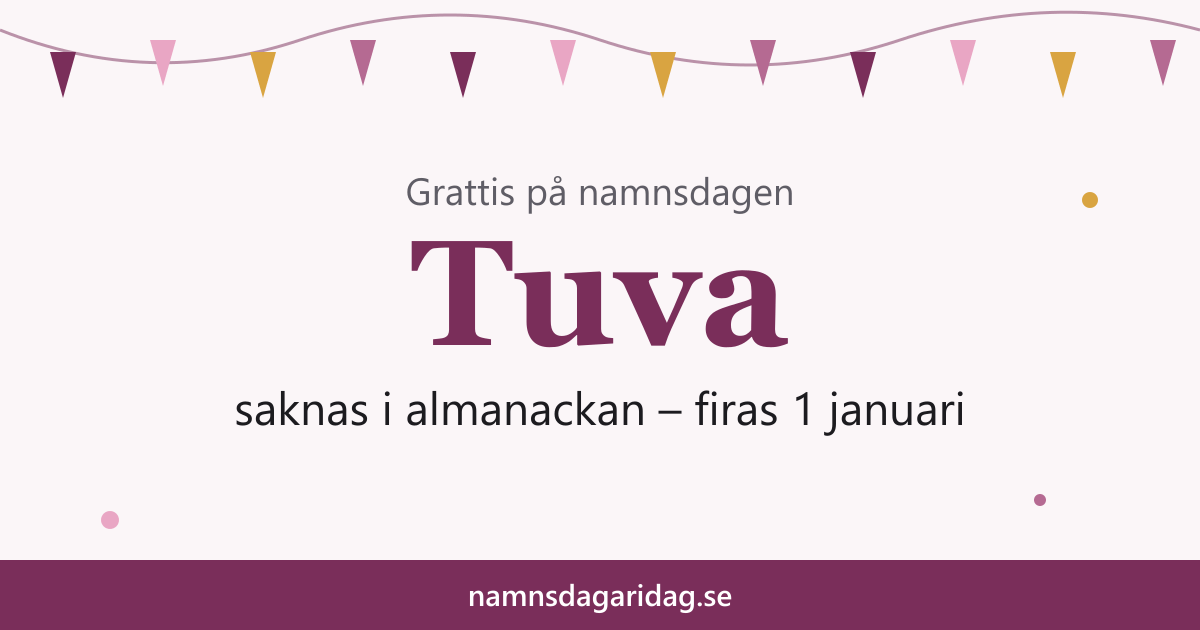 Grattis på namnsdagen
Tuva
saknas i almanackan – firas 1 januari
namnsdagaridag.se